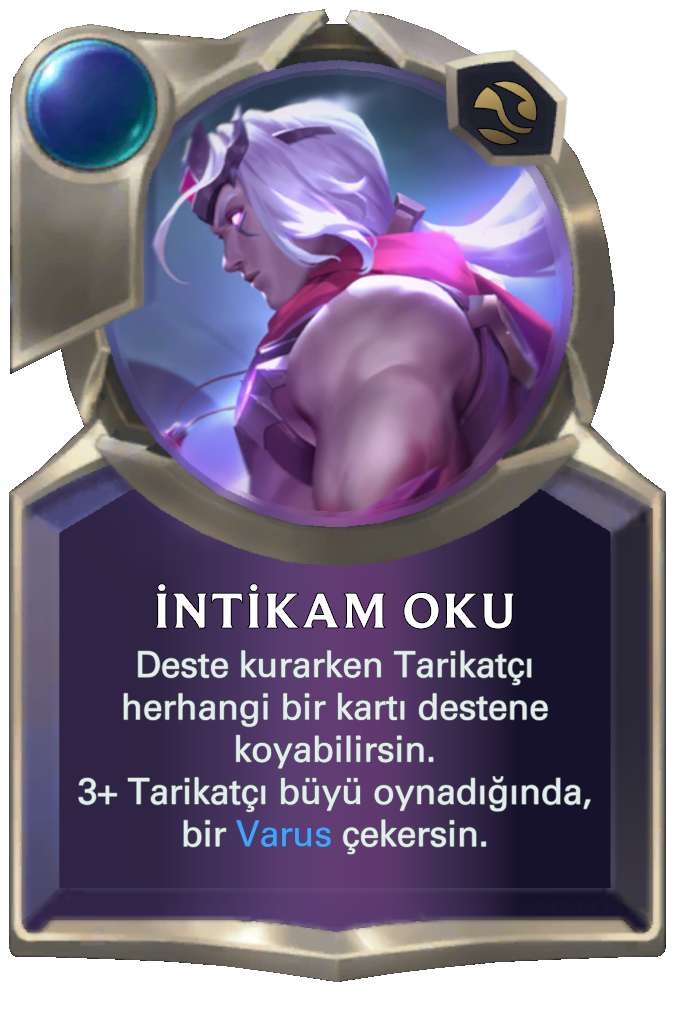 İNTİKAM OKU
Deste kurarken Tarikatçı
herhangi bir kartı destene
koyabilirsin.
3+ Tarikatçı büyü oynadığında,
bir Varus çekersin.